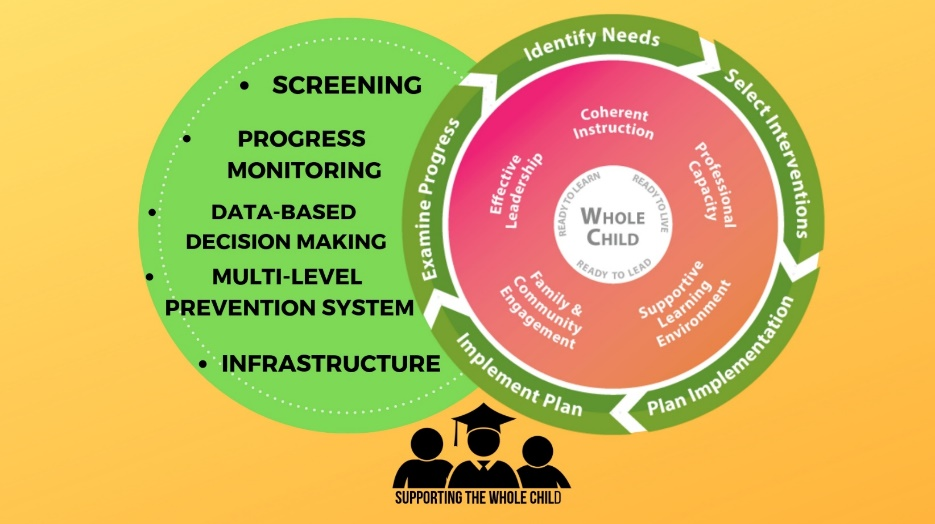 • SCREENING
• PROGRESS
MONITORING
• DATA-BASED
DECISION MAKING
• MULTI-LEVEL
PREVENTION SYSTEM
• INFRASTRUCTURE
Identify Needs
Select Interventions
Plan Implementation
Implement Plan
Examine Progress
Coherent
Instruction
Professional
Capacity
Supportive
Learning
Environment
Family &
Community
Engagement
Effective
Leadership
READY TO LEARN
READY TO LIVE
READY TO LEAD
WHOLE
CHILD
SUPPORTING THE WHOLE CHILD